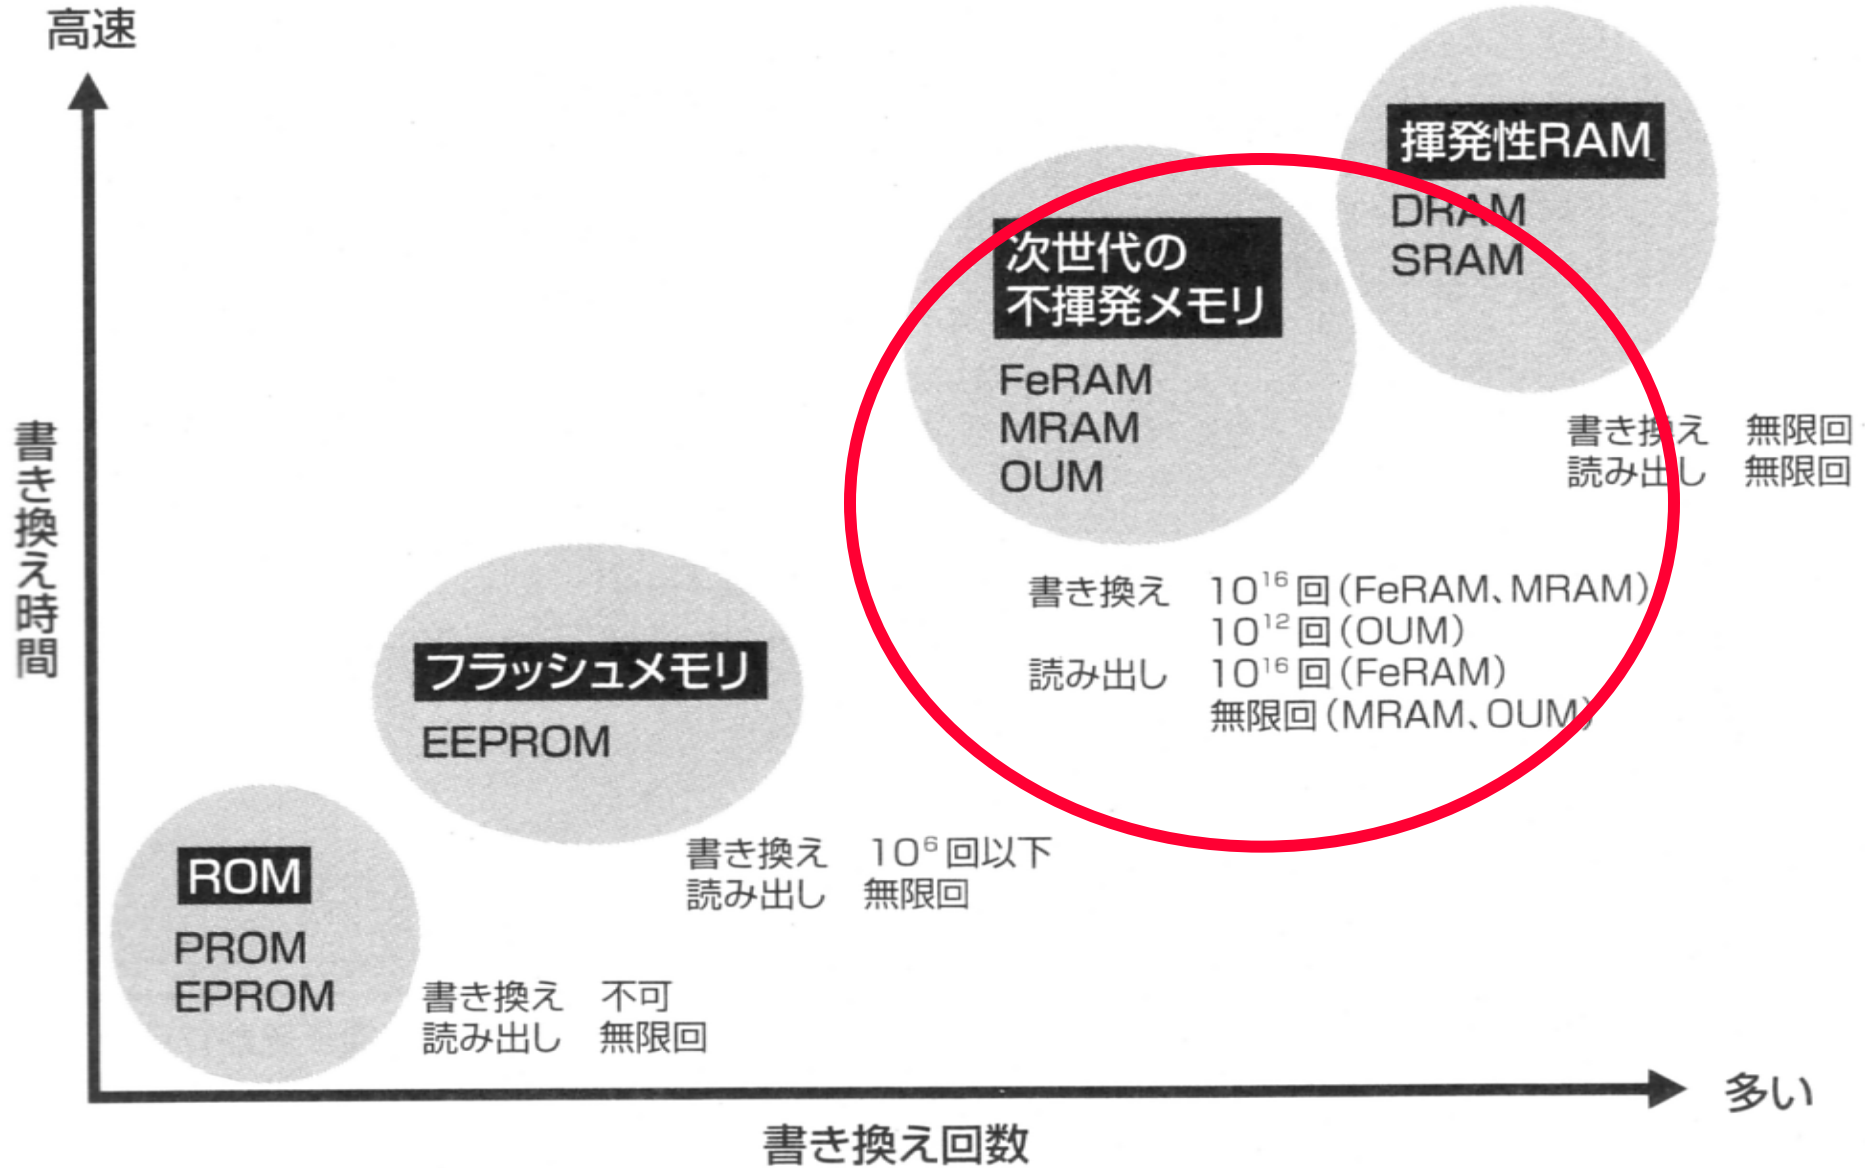 高速
揮発性RAM
DRAM
SRAM
次世代の
不揮発メモリ
FeRAM
MRAM
OUM
書き換え 無限回
読み出し 無限回
書き換え時間
書き換え 10¹⁶回(FeRAM、MRAM)
10¹²回(OUM)
読み出し 10¹⁶回(FeRAM)
無限回(MRAM、OUM)
フラッシュメモリ
EEPROM
書き換え 10⁶回以下
読み出し 無限回
ROM
PROM
EPROM
書き換え 不可
読み出し 無限回
多い
書き換え回数